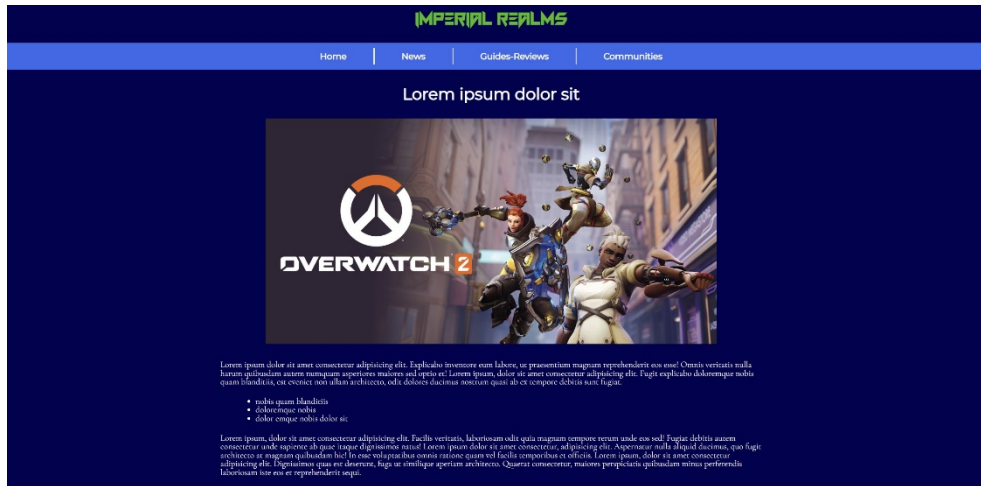 IMPERIAL REALMS
Home
News
Guides-Reviews
Communities
Lorem ipsum dolor sit
OVERWATCH 2
Lorem ipsum dolor sit amet consectetur adipisicing elit. Explicabo inventore eum labore, ut praesentium magnam reprehenderit eos esse! Omnis veritatis nulla
harum quibusdam autem numquam asperiores maiores sed optio et! Lorem ipsum, dolor sit amet consectetur adipisicing elit. Fugit explicabo doloremque nobis
quam blanditiis, est eveniet non ullam architecto, odit dolores ducimus nostrum quasi ab ex tempore debitis sunt fugiat.
• nobis quam blanditiis
• doloremque nobis
• dolor emque nobis dolor sit
Lorem ipsum, dolor sit amet consectetur adipisicing elit. Facilis veritatis, laboriosam odit quia magnam tempore rerum unde eos sed! Fugiat debitis autem
consectetur unde sapiente ab quae itaque dignissimos natus! Lorem ipsum dolor sit amet consectetur, adipisicing elit. Aspernatur nulla aliquid ducimus, quo fugit
architecto at magnam quibusdam hic! In esse voluptatibus omnis ratione quam vel facilis temporibus et officiis. Lorem ipsum, dolor sit amet consectetur
adipisicing elit. Dignissimos quas est deserunt, fuga ut similique aperiam architecto. Quaerat consectetur, maiores perspiciatis quibusdam minus perferendis
laboriosam iste eos et reprehenderit sequi.